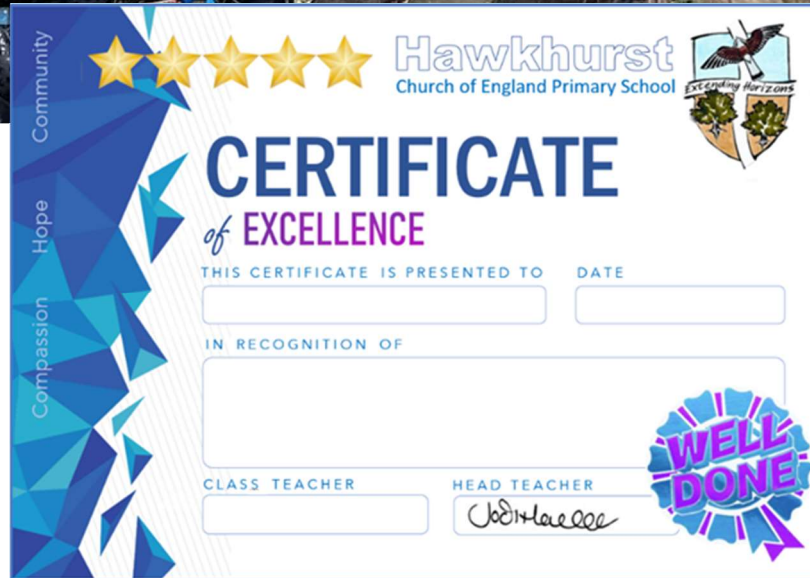 Community
Hope
Compassion
Hawkhurst
Church of England Primary School
Extending Horizons
CERTIFICATE
of EXCELLENCE
THIS CERTIFICATE IS PRESENTED TO
DATE
IN RECOGNITION OF
CLASS TEACHER
HEAD TEACHER
WELL
DONE